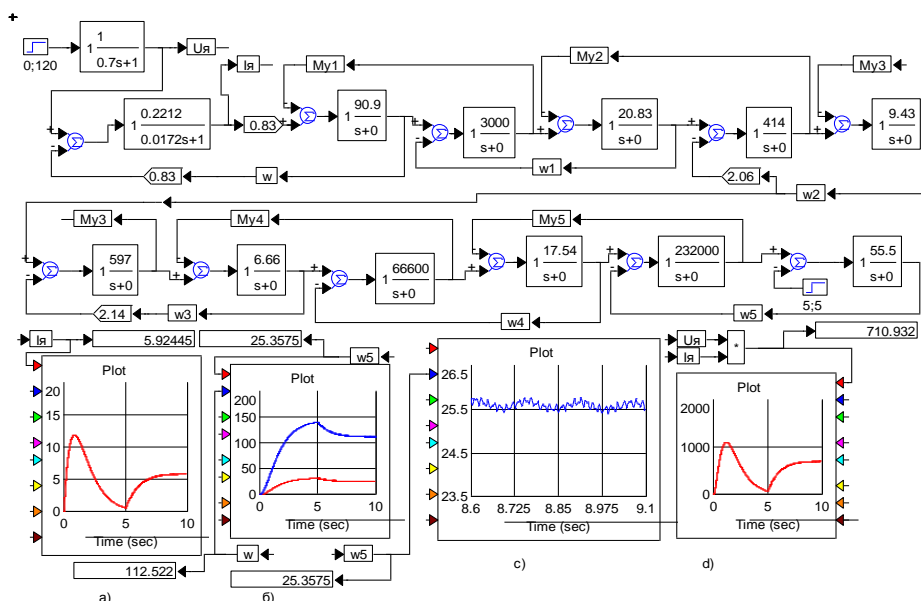 +
0;120
1
1
0.7s+1
Uя
Iя
Му1
Му2
Му3
+
-
1
0.2212
0.0172s+1
0.83
-
+
1
90.9
s+0
+
-
1
3000
s+0
-
+
1
20.83
s+0
+
-
1
414
s+0
-
+
1
9.43
s+0
0.83
w
w1
2.06
w2
Му3
Му4
Му5
-
-
1
597
s+0
-
+
1
6.66
s+0
+
-
1
66600
s+0
-
+
1
17.54
s+0
+
-
1
232000
s+0
+
-
1
55.5
s+0
5;5
2.14
w3
w4
w5
Iя
5.92445
25.3575
w5
Uя
Iя
*
710.932
Plot
20
15
10
5
0
0
5
10
Time (sec)
Plot
200
150
100
50
0
0
5
10
Time (sec)
Plot
26.5
25.5
24.5
23.5
8.6
8.725
8.85
8.975
9.1
Time (sec)
Plot
2000
1000
0
0
5
10
Time (sec)
w
w5
112.522
25.3575
а)
б)
с)
d)